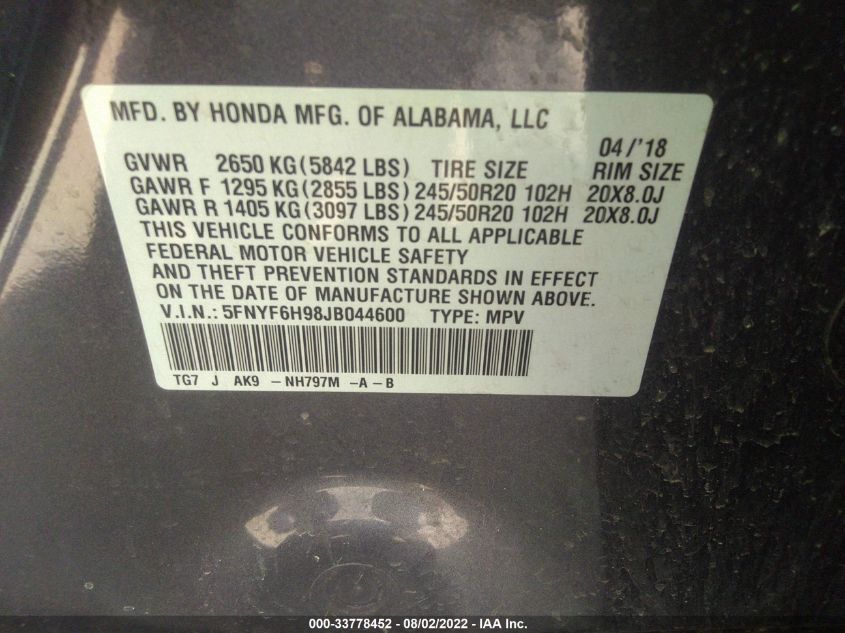 MFD. BY HONDA MFG. OF ALABAMA, LLC
04/'18
GVWR 2650 KG(5842 LBS) TIRE SIZE RIM SIZE
GAWR F 1295 KG(2855 LBS) 245/50R20 102H 20X8.0J
GAWR R 1405 KG(3097 LBS) 245/50R20 102H 20X8.0J
THIS VEHICLE CONFORMS TO ALL APPLICABLE
FEDERAL MOTOR VEHICLE SAFETY
AND THEFT PREVENTION STANDARDS IN EFFECT
ON THE DATE OF MANUFACTURE SHOWN ABOVE.
V.I.N.: 5FNYF6H98JB044600 TYPE: MPV
TG7 J AK9 -NH797M -A-B
000-33778452 - 08/02/2022 - IAA Inc.